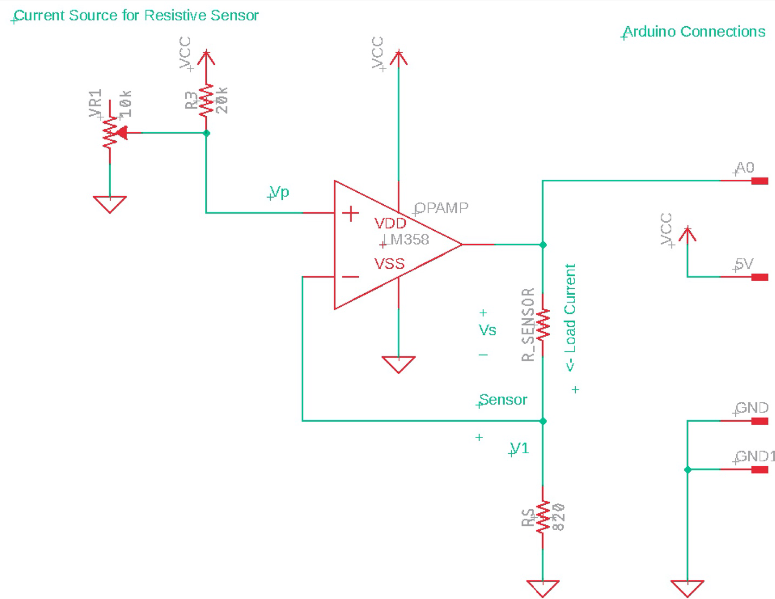 Current Source for Resistive Sensor
Arduino Connections
VCC
VCC
VR1
10k
R3
20k
A0
Vp
OPAMP
VDD
LM358
VSS
VCC
5V
+
Vs
–
R_SENSOR
<- Load Current
Sensor
+
V1
GND
GND1
RS
820